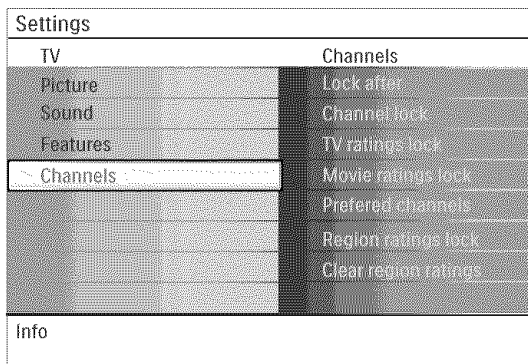 Settings
TV
Picture
Sound
Features
Channels
Channels
Lock after
Channel lock
TV ratings lock
Movie ratings lock
Prefered channels
Region ratings lock
Clear region ratings
Info